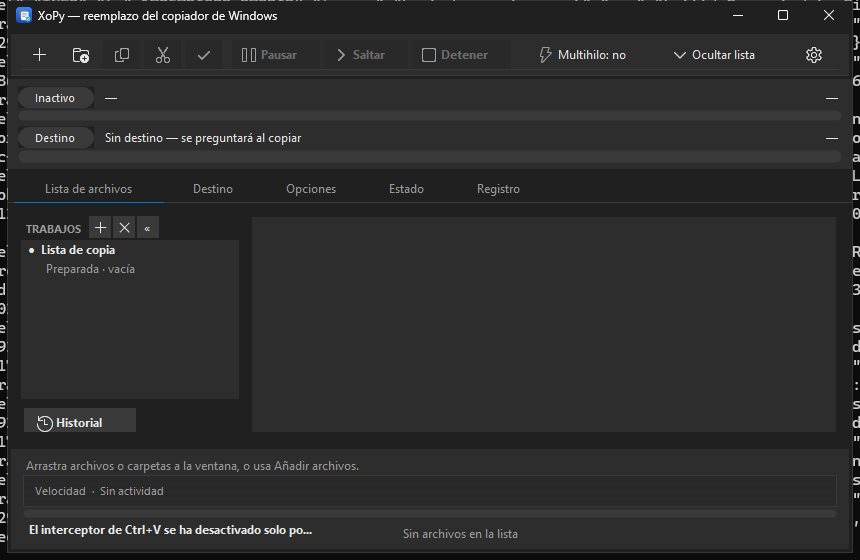 XoPy — reemplazo del copiador de Windows
Pausar
Saltar
Detener
Multihilo: no
Ocultar lista
Inactivo —
—
Destino Sin destino — se preguntará al copiar
—
Lista de archivos
Destino
Opciones
Estado
Registro
TRABAJOS
«
• Lista de copia
Preparada · vacía
Historial
Arrastra archivos o carpetas a la ventana, o usa Añadir archivos.
Velocidad · Sin actividad
El interceptor de Ctrl+V se ha desactivado solo po...
Sin archivos en la lista